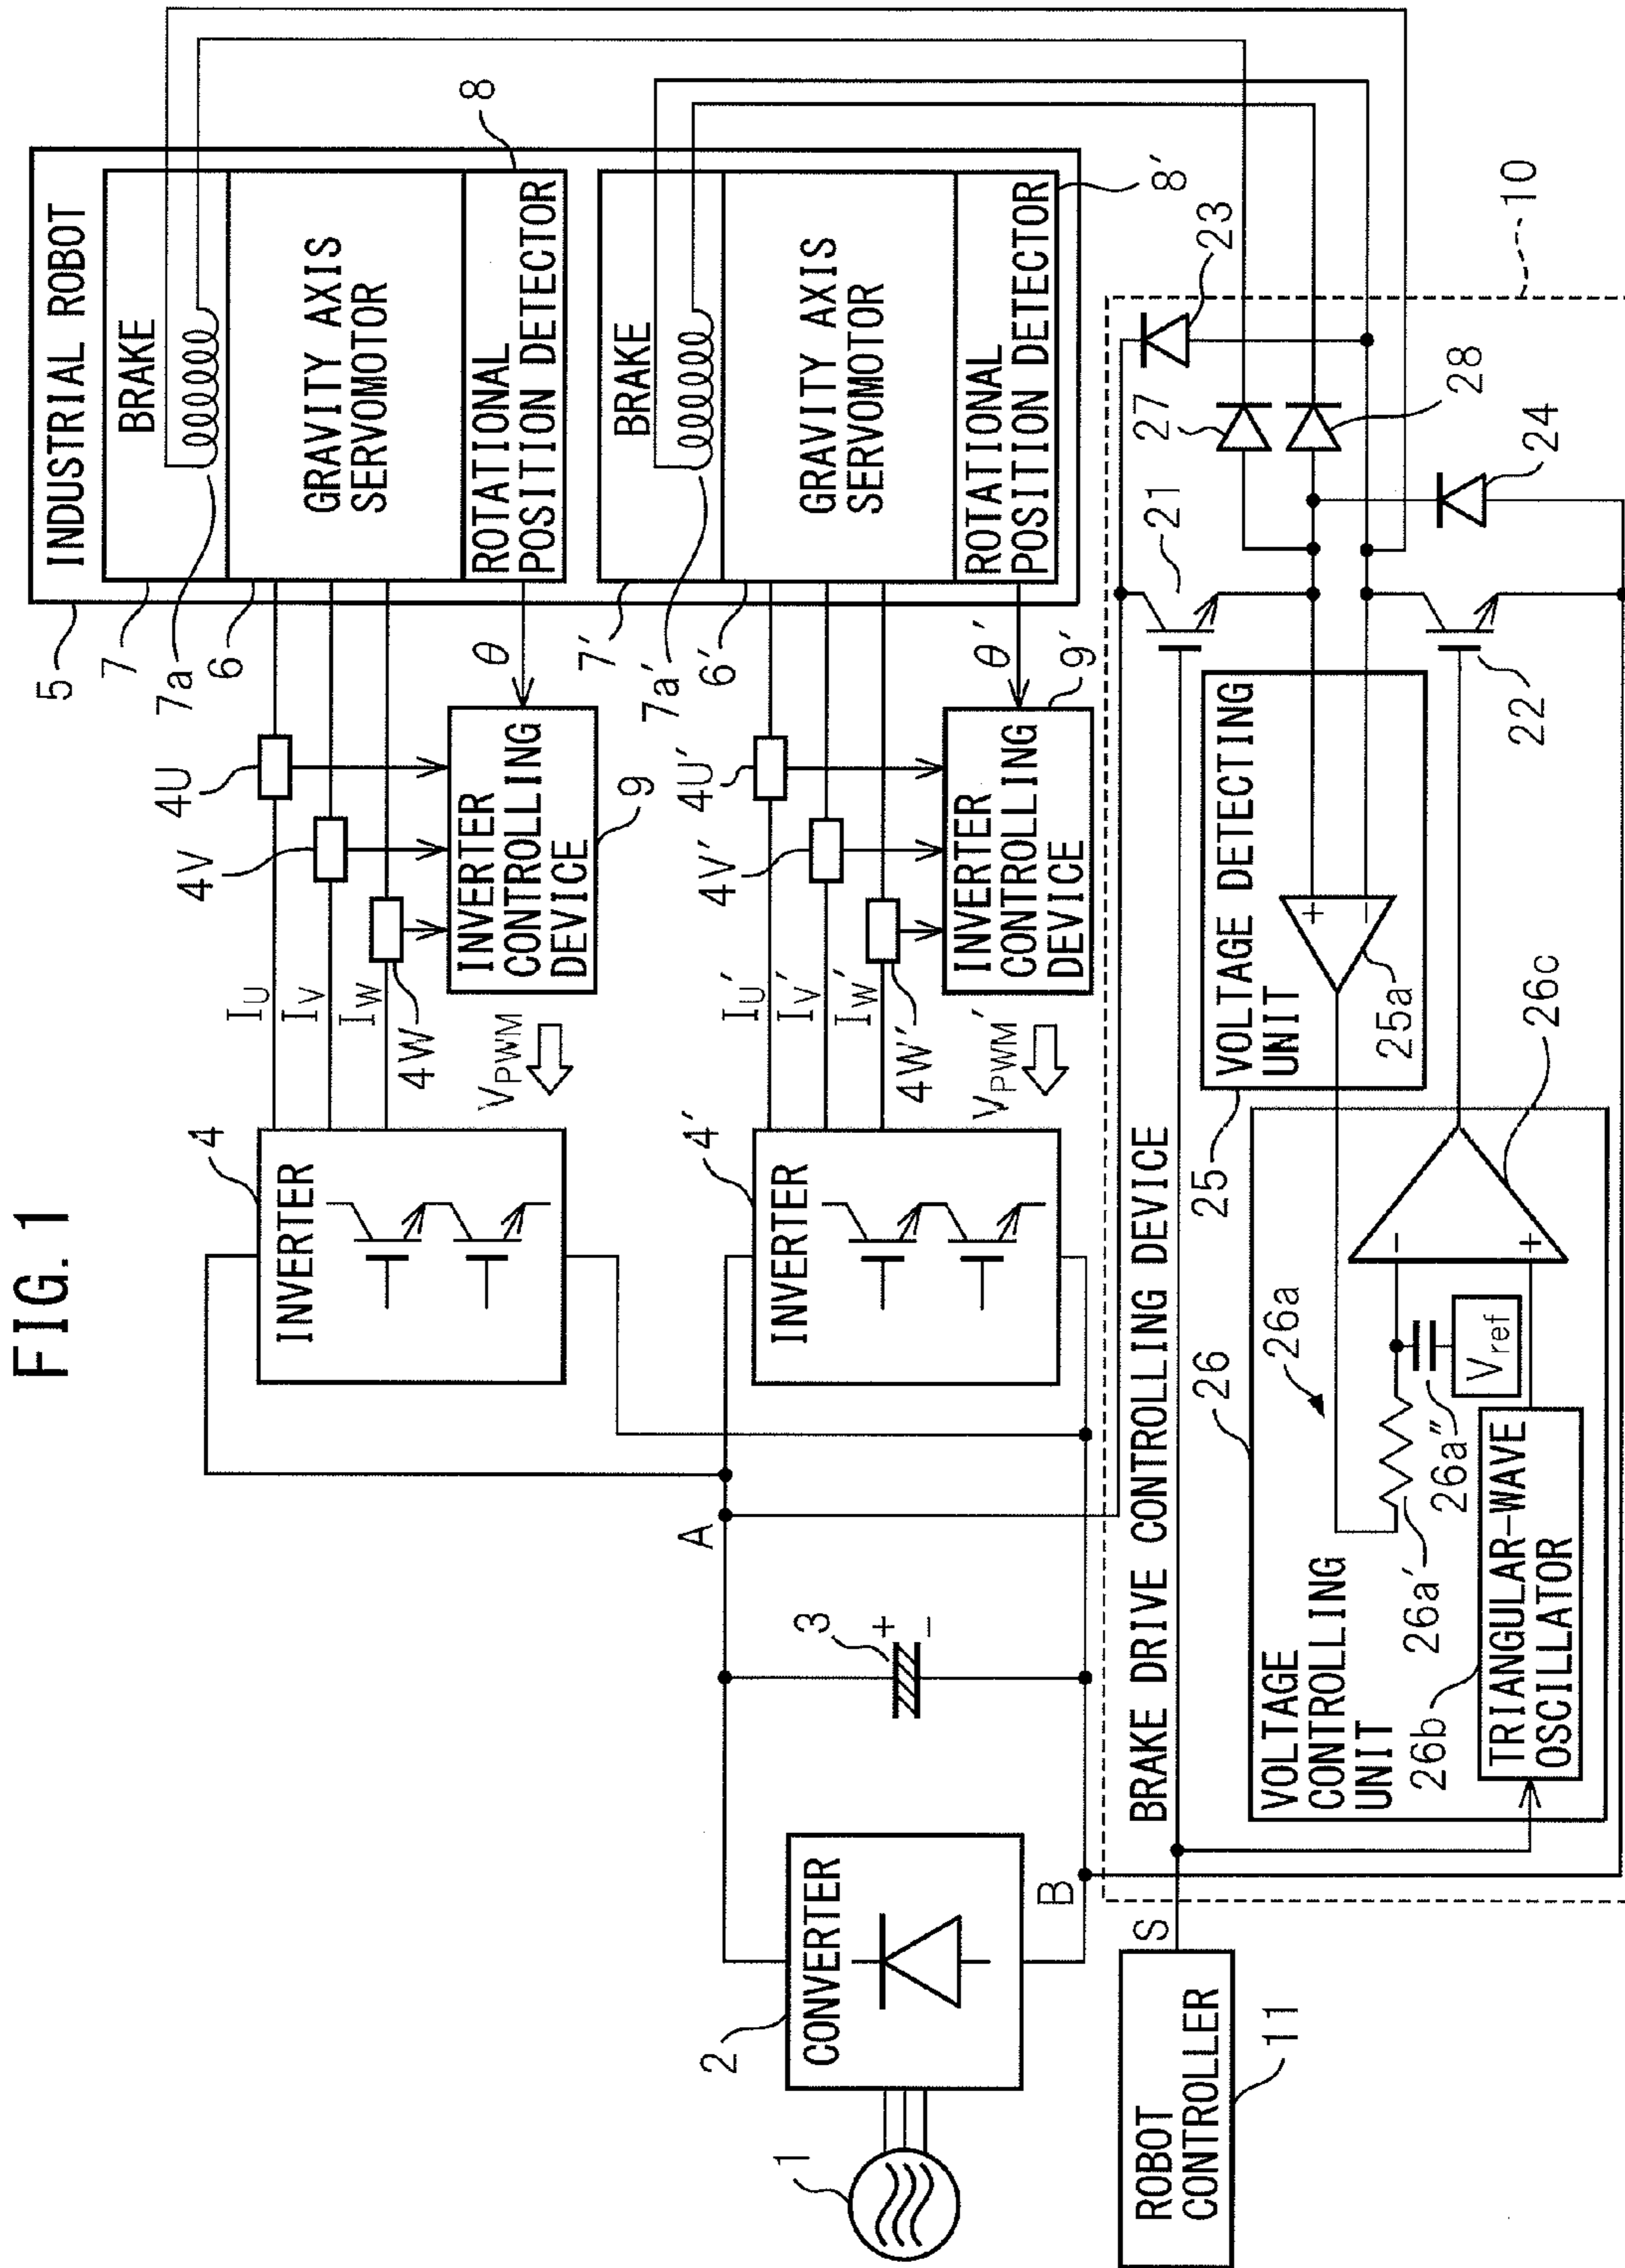 FIG. 1
INDUSTRIAL ROBOT
5
BRAKE
7
7a
GRAVITY AXIS
SERVOMOTOR
6
ROTATIONAL
POSITION DETECTOR
8
BRAKE
7′
7a′
GRAVITY AXIS
SERVOMOTOR
6′
ROTATIONAL
POSITION DETECTOR
8′
4
INVERTER
IU
IV
IW
4U
4V
4W
θ
VPWM
INVERTER
CONTROLLING
DEVICE
9
4′
INVERTER
IU′
IV′
IW′
4U′
4V′
4W′
θ′
VPWM′
INVERTER
CONTROLLING
DEVICE
9′
1
2
CONVERTER
3
+
-
A
B
ROBOT
CONTROLLER
11
S
BRAKE DRIVE CONTROLLING DEVICE
10
VOLTAGE
CONTROLLING
UNIT
26
26a
26a′
26a″
Vref
26b
TRIANGULAR-WAVE
OSCILLATOR
-
+
26c
25
VOLTAGE DETECTING
UNIT
25a
+
-
21
22
23
24
27
28